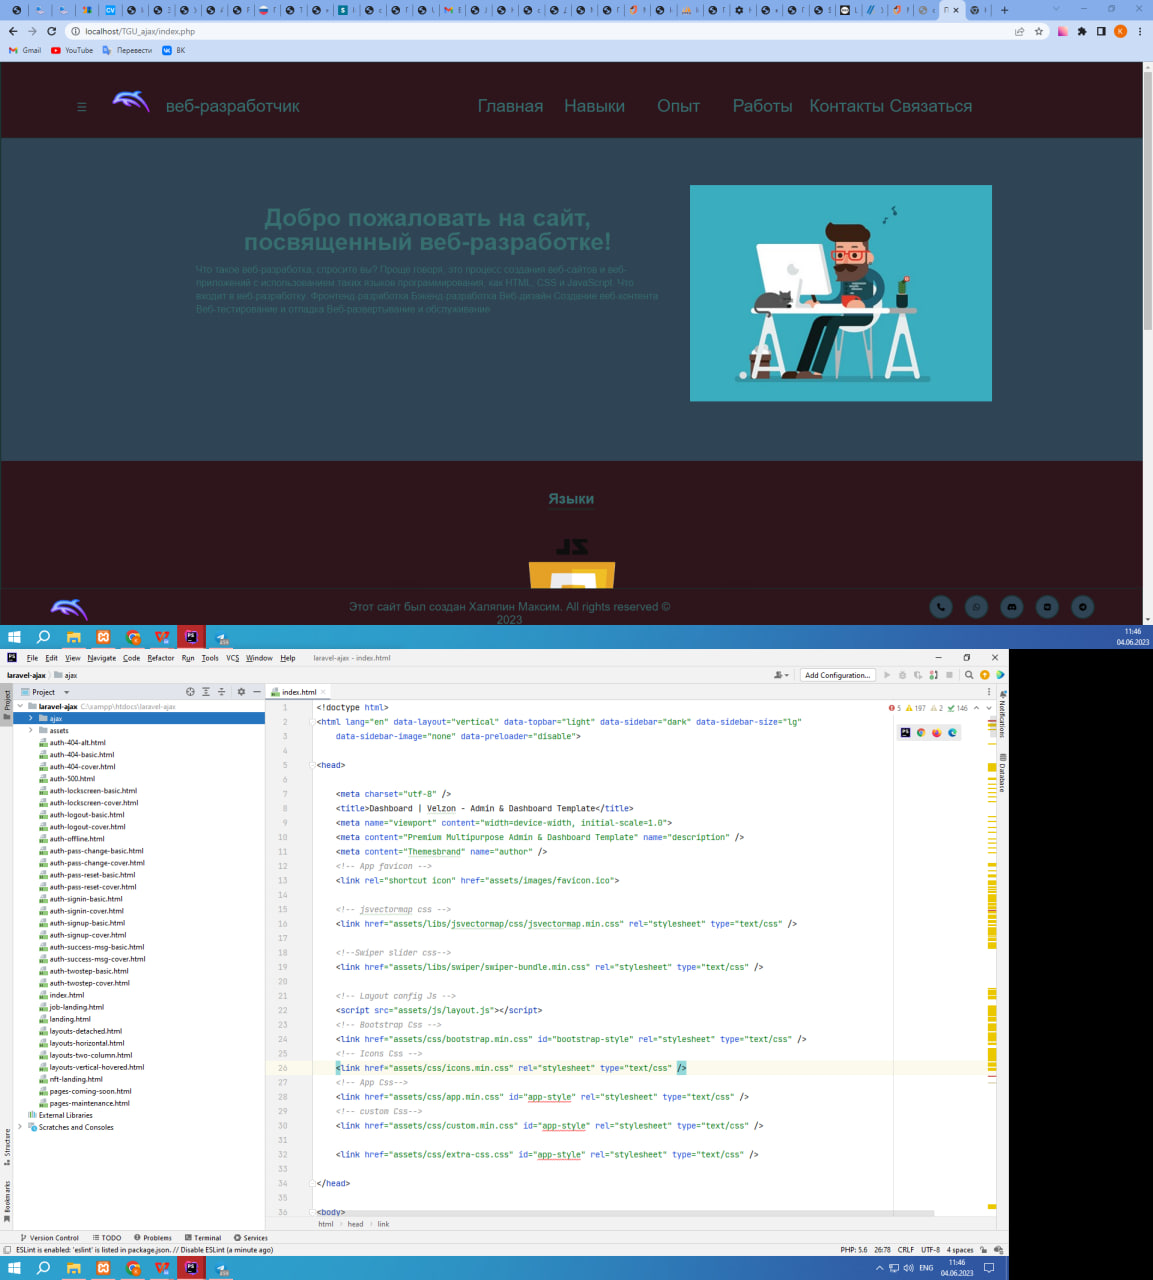 localhost/TGU_ajax/index.php
Gmail YouTube Перевести ВК
веб-разработчик Главная Навыки Опыт Работы Контакты Связаться
Добро пожаловать на сайт,
посвященный веб-разработке!
Что такое веб-разработка, спросите вы? Проще говоря, это процесс создания веб-сайтов и веб-
приложений с использованием таких языков программирования, как HTML, CSS и JavaScript. Что
входит в веб-разработку: Фронтенд-разработка Бэкенд-разработка Веб-дизайн Создание веб-контента
Веб-тестирование и отладка Веб-развертывание и обслуживание
Языки
Этот сайт был создан Халяпин Максим. All rights reserved ©
2023
11:46
04.06.2023
File Edit View Navigate Code Refactor Run Tools VCS Window Help laravel-ajax - index.html
laravel-ajax ajax Add Configuration...
Project index.html
laravel-ajax C:\xampp\htdocs\laravel-ajax
ajax
assets
auth-404-alt.html
auth-404-basic.html
auth-404-cover.html
auth-500.html
auth-lockscreen-basic.html
auth-lockscreen-cover.html
auth-logout-basic.html
auth-logout-cover.html
auth-offline.html
auth-pass-change-basic.html
auth-pass-change-cover.html
auth-pass-reset-basic.html
auth-pass-reset-cover.html
auth-signin-basic.html
auth-signin-cover.html
auth-signup-basic.html
auth-signup-cover.html
auth-success-msg-basic.html
auth-success-msg-cover.html
auth-twostep-basic.html
auth-twostep-cover.html
index.html
job-landing.html
landing.html
layouts-detached.html
layouts-horizontal.html
layouts-two-column.html
layouts-vertical-hovered.html
nft-landing.html
pages-coming-soon.html
pages-maintenance.html
External Libraries
Scratches and Consoles
Project
Structure
Bookmarks
5 197 2 146
1 <!doctype html>
2 <html lang="en" data-layout="vertical" data-topbar="light" data-sidebar="dark" data-sidebar-size="lg"
3 data-sidebar-image="none" data-preloader="disable">
4
5 <head>
6
7 <meta charset="utf-8" />
8 <title>Dashboard | Velzon - Admin & Dashboard Template</title>
9 <meta name="viewport" content="width=device-width, initial-scale=1.0">
10 <meta content="Premium Multipurpose Admin & Dashboard Template" name="description" />
11 <meta content="Themesbrand" name="author" />
12 <!-- App favicon -->
13 <link rel="shortcut icon" href="assets/images/favicon.ico">
14
15 <!-- jsvectormap css -->
16 <link href="assets/libs/jsvectormap/css/jsvectormap.min.css" rel="stylesheet" type="text/css" />
17
18 <!--Swiper slider css-->
19 <link href="assets/libs/swiper/swiper-bundle.min.css" rel="stylesheet" type="text/css" />
20
21 <!-- Layout config Js -->
22 <script src="assets/js/layout.js"></script>
23 <!-- Bootstrap Css -->
24 <link href="assets/css/bootstrap.min.css" id="bootstrap-style" rel="stylesheet" type="text/css" />
25 <!-- Icons Css -->
26 <link href="assets/css/icons.min.css" rel="stylesheet" type="text/css" />
27 <!-- App Css-->
28 <link href="assets/css/app.min.css" id="app-style" rel="stylesheet" type="text/css" />
29 <!-- custom Css-->
30 <link href="assets/css/custom.min.css" id="app-style" rel="stylesheet" type="text/css" />
31
32 <link href="assets/css/extra-css.css" id="app-style" rel="stylesheet" type="text/css" />
33
34 </head>
35
36 <body>
html head link
Notifications
Database
Version Control TODO Problems Terminal Services
ESLint is enabled: 'eslint' is listed in package.json. // Disable ESLint (a minute ago) PHP: 5.6 26:78 CRLF UTF-8 4 spaces
ENG 11:46
04.06.2023